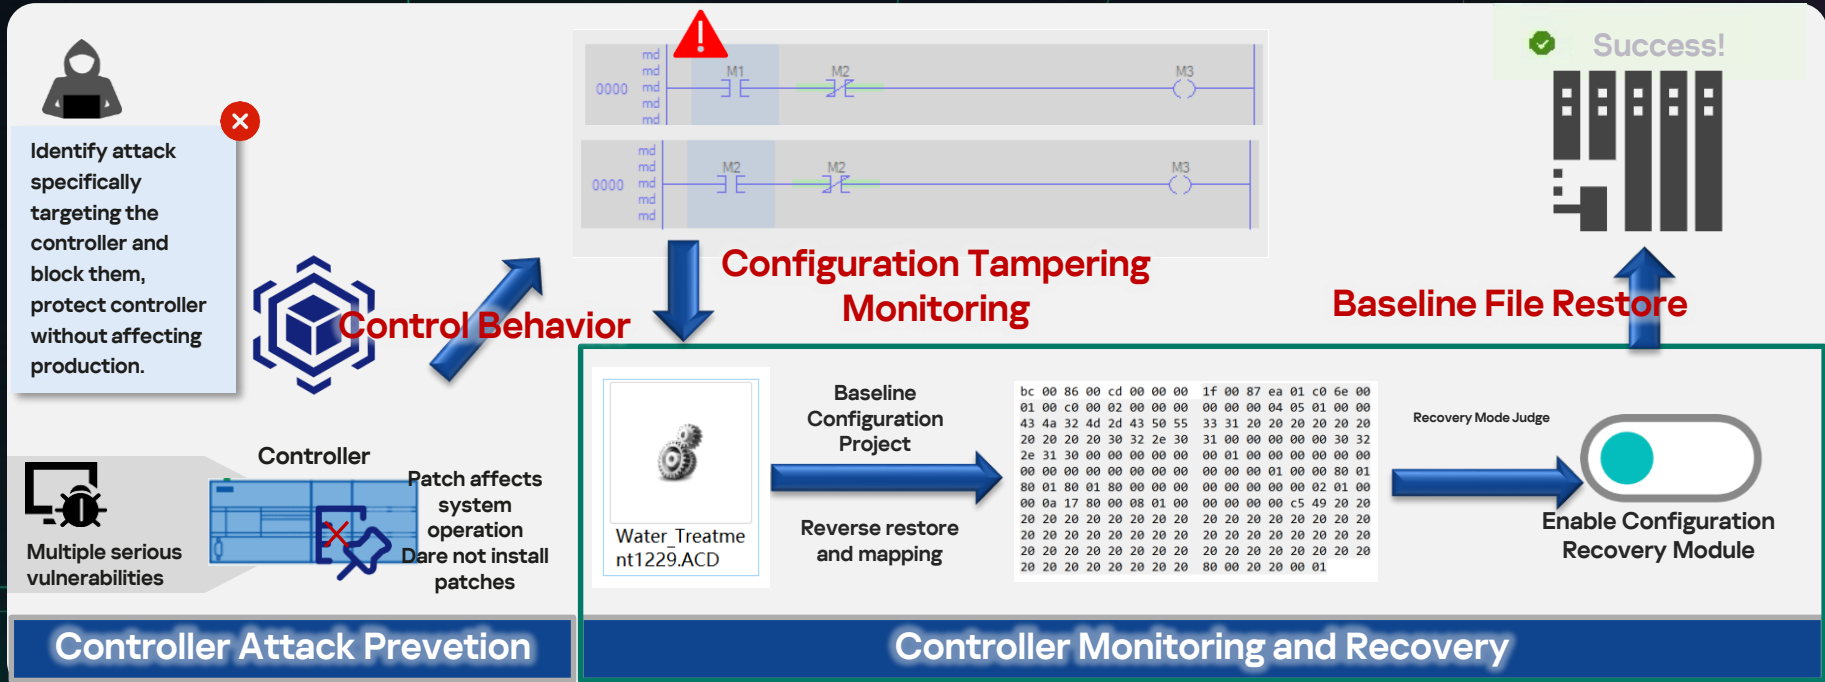 Identify attack
specifically
targeting the
controller and
block them,
protect controller
without affecting
production.
Control Behavior
Multiple serious
vulnerabilities
Controller
Patch affects
system
operation
Dare not install
patches
Controller Attack Prevetion
md
md
0000 md
md
md
M1 M2 M3
md
md
0000 md
md
md
M2 M2 M3
Configuration Tampering
Monitoring
Success!
Baseline File Restore
Water_Treatme
nt1229.ACD
Baseline
Configuration
Project
Reverse restore
and mapping
bc 00 86 00 cd 00 00 00 1f 00 87 ea 01 c0 6e 00
01 00 c0 00 02 00 00 00 00 00 00 04 05 01 00 00
43 4a 32 4d 2d 43 50 55 33 31 20 20 20 20 20 20
20 20 20 20 30 32 2e 30 31 00 00 00 00 00 30 32
2e 31 30 00 00 00 00 00 00 01 00 00 00 00 00 00
00 00 00 00 00 00 00 00 00 00 00 01 00 00 80 01
80 01 80 01 80 00 00 00 00 00 00 00 00 02 01 00
00 0a 17 80 00 08 01 00 00 00 00 00 c5 49 20 20
20 20 20 20 20 20 20 20 20 20 20 20 20 20 20 20
20 20 20 20 20 20 20 20 20 20 20 20 20 20 20 20
20 20 20 20 20 20 20 20 20 20 20 20 20 20 20 20
20 20 20 20 20 20 20 20 80 00 20 20 00 01
Recovery Mode Judge
Enable Configuration
Recovery Module
Controller Monitoring and Recovery